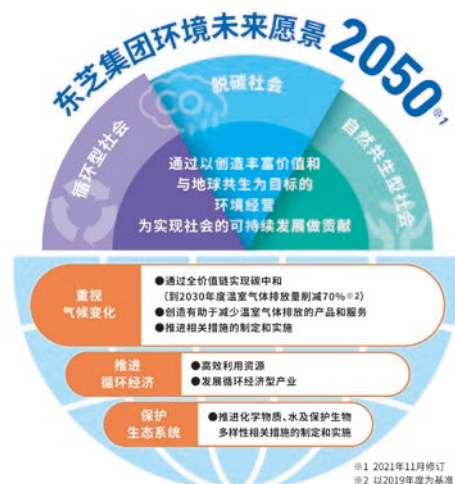 东芝集团环境未来愿景2050※1
循环型社会
脱碳社会
自然共生型社会
通过以创造丰富价值和
与地球共生为目标的
环境经营
为实现社会的可持续发展做贡献
重视
气候变化
●通过全价值链实现碳中和
（到2030年度温室气体排放量削减70%※2）
●创造有助于减少温室气体排放的产品和服务
●推进相关措施的制定和实施
推进
循环经济
●高效利用资源
●发展循环经济型产业
保护
生态系统
●推进化学物质、水及保护生物
多样性相关措施的制定和实施
※1 2021年11月修订
※2 以2019年度为基准